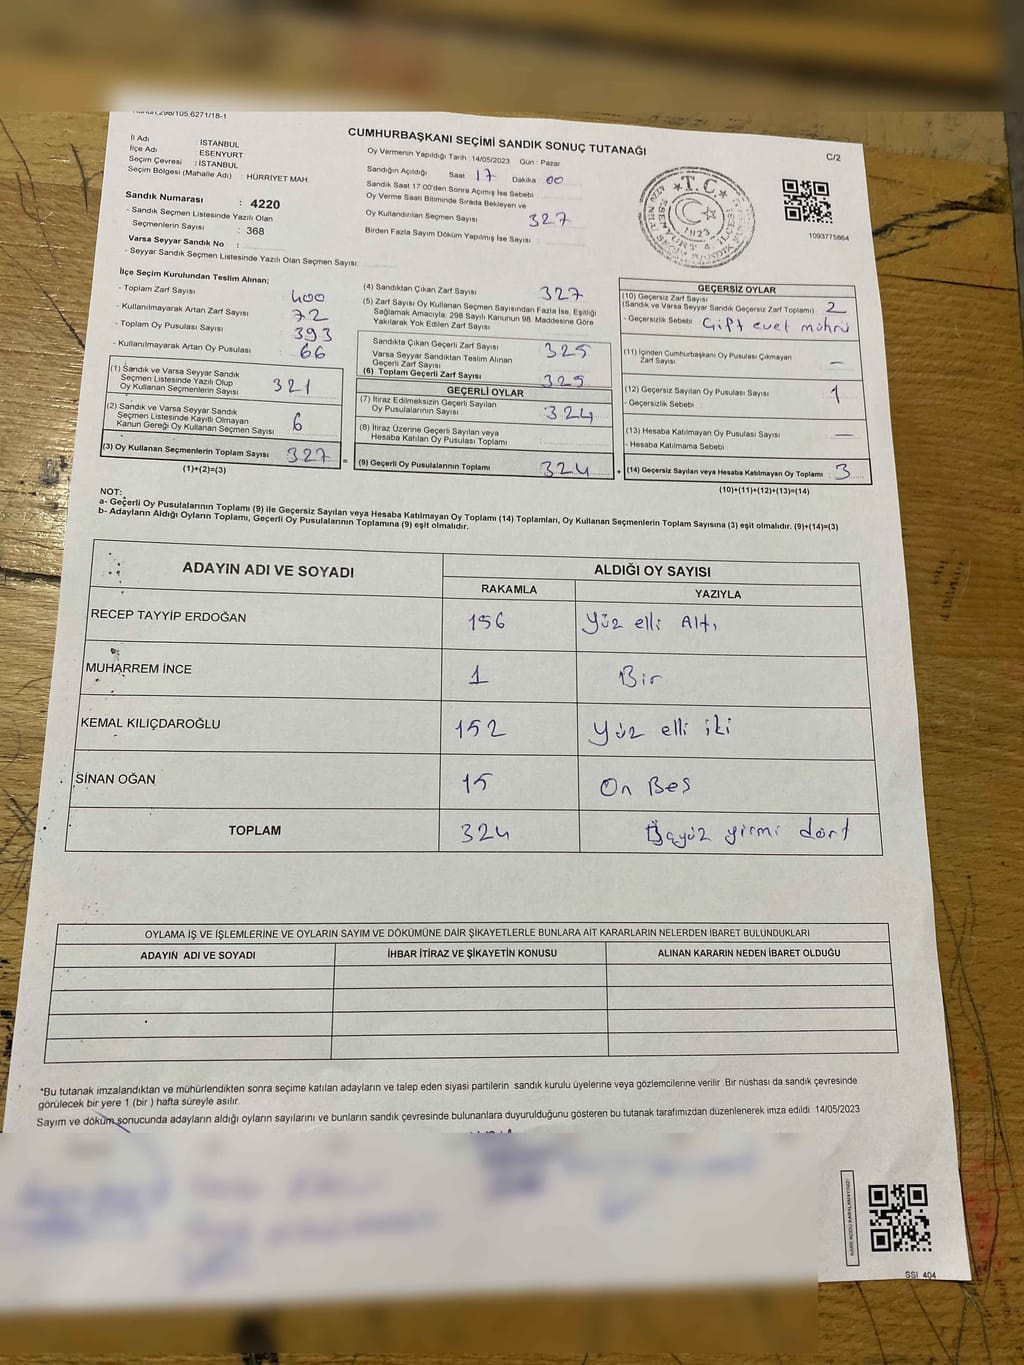 298/105,6271/18-1
CUMHURBAŞKANI SEÇİMİ SANDIK SONUÇ TUTANAĞI
C/2
İl Adı : İSTANBUL
İlçe Adı : ESENYURT
Seçim Çevresi : İSTANBUL
Seçim Bölgesi (Mahalle Adı) : HÜRRİYET MAH.
Sandık Numarası : 4220
- Sandık Seçmen Listesinde Yazılı Olan
Seçmenlerin Sayısı : 368
Varsa Seyyar Sandık No :
- Seyyar Sandık Seçmen Listesinde Yazılı Olan Seçmen Sayısı:
Oy Vermenin Yapıldığı Tarih 14/05/2023 Gün : Pazar
Sandığın Açıldığı Saat 17 Dakika 00
Sandık Saat 17:00'den Sonra Açımış İse Sebebi
Oy Verme Saati Bitiminde Sırada Bekleyen ve
Oy Kullandırılan Seçmen Sayısı 327
Birden Fazla Sayım Döküm Yapılmış İse Sayısı :
T.C.
1923
1093775864
İlçe Seçim Kurulundan Teslim Alınan;
- Toplam Zarf Sayısı 400
- Kullanılmayarak Artan Zarf Sayısı 72
- Toplam Oy Pusulası Sayısı 393
- Kullanılmayarak Artan Oy Pusulası 66
(1) Sandık ve Varsa Seyyar Sandık
Seçmen Listesinde Yazılı Olup
Oy Kullanan Seçmenlerin Sayısı 321
(2) Sandık ve Varsa Seyyar Sandık
Seçmen Listesinde Kayıtlı Olmayan
Kanun Gereği Oy Kullanan Seçmen Sayısı 6
(3) Oy Kullanan Seçmenlerin Toplam Sayısı 327 =
(1)+(2)=(3)
(4) Sandıktan Çıkan Zarf Sayısı 327
(5) Zarf Sayısı Oy Kullanan Seçmen Sayısından Fazla İse, Eşitliği
Sağlamak Amacıyla, 298 Sayılı Kanunun 98. Maddesine Göre
Yakılarak Yok Edilen Zarf Sayısı
Sandıkta Çıkan Geçerli Zarf Sayısı 325
Varsa Seyyar Sandıktan Teslim Alınan
Geçerli Zarf Sayısı
(6) Toplam Geçerli Zarf Sayısı 325
GEÇERLİ OYLAR
(7) İtiraz Edilmeksizin Geçerli Sayılan
Oy Pusulalarının Sayısı 324
(8) İtiraz Üzerine Geçerli Sayılan veya
Hesaba Katılan Oy Pusulası Toplamı
(9) Geçerli Oy Pusulalarının Toplamı 324 +
GEÇERSİZ OYLAR
(10) Geçersiz Zarf Sayısı
(Sandık ve Varsa Seyyar Sandık Geçersiz Zarf Toplamı) 2
- Geçersizlik Sebebi Çift evet mührü
(11) İçinden Cumhurbaşkanı Oy Pusulası Çıkmayan
Zarf Sayısı —
(12) Geçersiz Sayılan Oy Pusulası Sayısı 1
- Geçersizlik Sebebi
(13) Hesaba Katılmayan Oy Pusulası Sayısı —
- Hesaba Katılmama Sebebi
(14) Geçersiz Sayılan veya Hesaba Katılmayan Oy Toplamı 3
(10)+(11)+(12)+(13)=(14)
NOT:
a- Geçerli Oy Pusulalarının Toplamı (9) ile Geçersiz Sayılan veya Hesaba Katılmayan Oy Toplamı (14) Toplamları, Oy Kullanan Seçmenlerin Toplam Sayısına (3) eşit olmalıdır. (9)+(14)=(3)
b- Adayların Aldığı Oyların Toplamı, Geçerli Oy Pusulalarının Toplamına (9) eşit olmalıdır.
ADAYIN ADI VE SOYADI ALDIĞI OY SAYISI
RAKAMLA YAZIYLA
RECEP TAYYİP ERDOĞAN 156 Yüz elli Altı
MUHARREM İNCE 1 Bir
KEMAL KILIÇDAROĞLU 152 Yüz elli iki
SİNAN OĞAN 15 On Bes
TOPLAM 324 yirmi dört
OYLAMA İŞ VE İŞLEMLERİNE VE OYLARIN SAYIM VE DÖKÜMÜNE DAİR ŞİKAYETLERLE BUNLARA AİT KARARLARIN NELERDEN İBARET BULUNDUKLARI
ADAYIN ADI VE SOYADI İHBAR İTİRAZ VE ŞİKAYETİN KONUSU ALINAN KARARIN NEDEN İBARET OLDUĞU
*Bu tutanak imzalandıktan ve mühürlendikten sonra seçime katılan adayların ve talep eden siyasi partilerin sandık kurulu üyelerine veya gözlemcilerine verilir. Bir nüshası da sandık çevresinde
görülecek bir yere 1 (bir ) hafta süreyle asılır.
Sayım ve döküm sonucunda adayların aldığı oyların sayılarını ve bunların sandık çevresinde bulunanlara duyurulduğunu gösteren bu tutanak tarafımızdan düzenlenerek imza edildi. 14/05/2023
KARE KODU KARALAMAYINIZ!
SSI_404